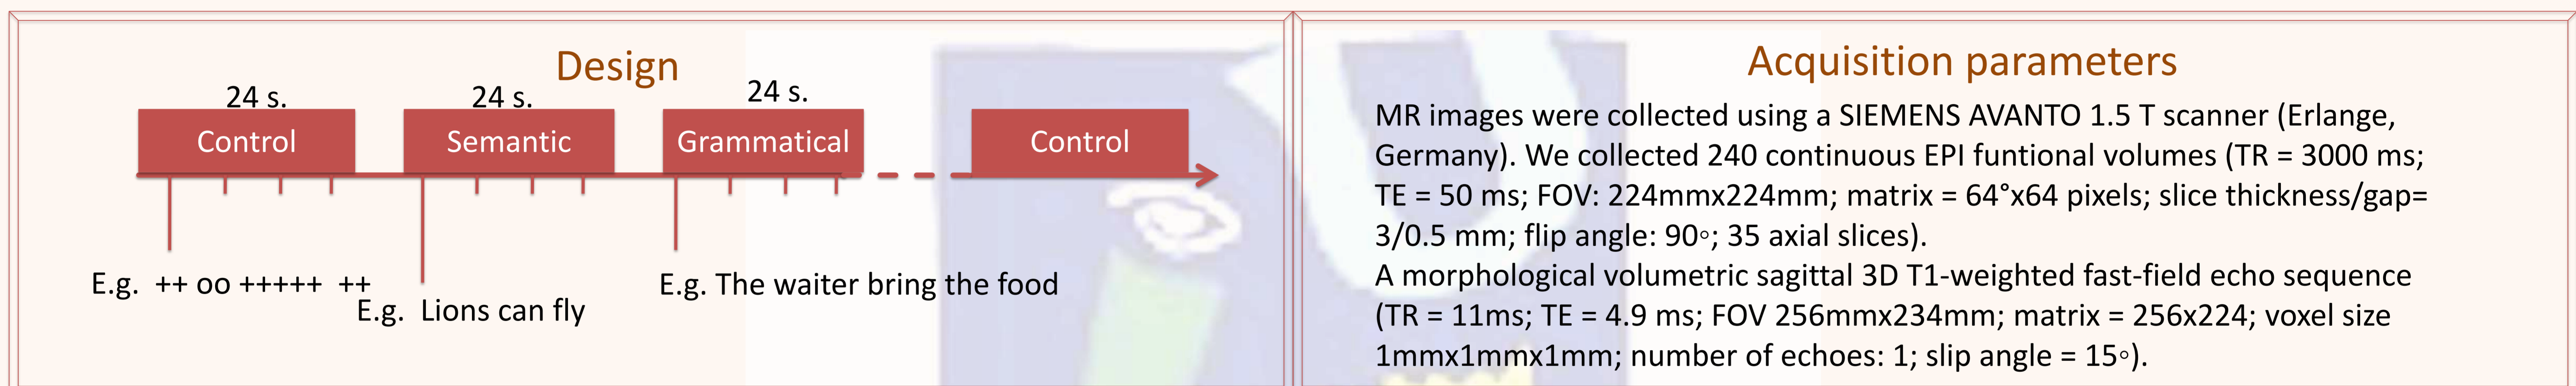 Design
24 s.
24 s.
24 s.
Control
Semantic
Grammatical
Control
E.g.  ++ oo +++++  ++
E.g.  Lions can fly
E.g. The waiter bring the food
Acquisition parameters
MR images were collected using a SIEMENS AVANTO 1.5 T scanner (Erlange,
Germany). We collected 240 continuous EPI funtional volumes (TR = 3000 ms;
TE = 50 ms; FOV: 224mmx224mm; matrix = 64°x64 pixels; slice thickness/gap=
3/0.5 mm; flip angle: 90◦; 35 axial slices).
A morphological volumetric sagittal 3D T1-weighted fast-field echo sequence
(TR = 11ms; TE = 4.9 ms; FOV 256mmx234mm; matrix = 256x224; voxel size
1mmx1mmx1mm; number of echoes: 1; slip angle = 15◦).